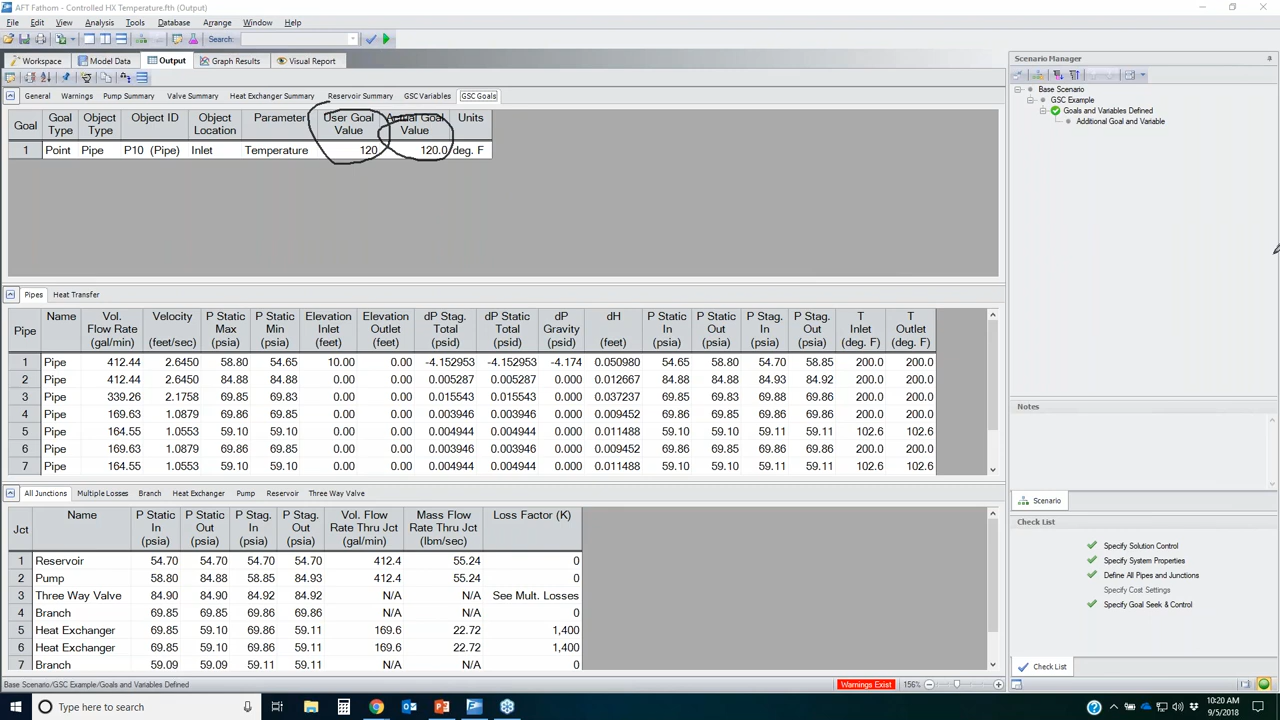 AFT Fathom - Controlled HX Temperature.fth (Output)
File Edit View Analysis Tools Database Arrange Window Help
Search:
Workspace Model Data Output Graph Results Visual Report
General Warnings Pump Summary Valve Summary Heat Exchanger Summary Reservoir Summary GSC Variables GSC Goals
Goal Goal Type Object Type Object ID Object Location Parameter User Goal Value Actual Goal Value Units
1 Point Pipe P10 (Pipe) Inlet Temperature 120 120.0 deg. F
Pipes Heat Transfer
Pipe Name Vol. Flow Rate (gal/min) Velocity (feet/sec) P Static Max (psia) P Static Min (psia) Elevation Inlet (feet) Elevation Outlet (feet) dP Stag. Total (psid) dP Static Total (psid) dP Gravity (psid) dH (feet) P Static In (psia) P Static Out (psia) P Stag. In (psia) P Stag. Out (psia) T Inlet (deg. F) T Outlet (deg. F)
1 Pipe 412.44 2.6450 58.80 54.65 10.00 0.00 -4.152953 -4.152953 -4.174 0.050980 54.65 58.80 54.70 58.85 200.0 200.0
2 Pipe 412.44 2.6450 84.88 84.88 0.00 0.00 0.005287 0.005287 0.000 0.012667 84.88 84.88 84.93 84.92 200.0 200.0
3 Pipe 339.26 2.1758 69.85 69.83 0.00 0.00 0.015543 0.015543 0.000 0.037237 69.85 69.83 69.88 69.86 200.0 200.0
4 Pipe 169.63 1.0879 69.86 69.85 0.00 0.00 0.003946 0.003946 0.000 0.009452 69.86 69.85 69.86 69.86 200.0 200.0
5 Pipe 164.55 1.0553 59.10 59.10 0.00 0.00 0.004944 0.004944 0.000 0.011488 59.10 59.10 59.11 59.11 102.6 102.6
6 Pipe 169.63 1.0879 69.86 69.85 0.00 0.00 0.003946 0.003946 0.000 0.009452 69.86 69.85 69.86 69.86 200.0 200.0
7 Pipe 164.55 1.0553 59.10 59.10 0.00 0.00 0.004944 0.004944 0.000 0.011488 59.10 59.10 59.11 59.11 102.6 102.6
All Junctions Multiple Losses Branch Heat Exchanger Pump Reservoir Three Way Valve
Jct Name P Static In (psia) P Static Out (psia) P Stag. In (psia) P Stag. Out (psia) Vol. Flow Rate Thru Jct (gal/min) Mass Flow Rate Thru Jct (lbm/sec) Loss Factor (K)
1 Reservoir 54.70 54.70 54.70 54.70 412.4 55.24 0
2 Pump 58.80 84.88 58.85 84.93 412.4 55.24 0
3 Three Way Valve 84.90 84.90 84.92 84.92 N/A N/A See Mult. Losses
4 Branch 69.85 69.85 69.86 69.86 N/A N/A 0
5 Heat Exchanger 69.85 59.10 69.86 59.11 169.6 22.72 1,400
6 Heat Exchanger 69.85 59.10 69.86 59.11 169.6 22.72 1,400
7 Branch 59.09 59.09 59.11 59.11 N/A N/A 0
Scenario Manager
Base Scenario
GSC Example
Goals and Variables Defined
Additional Goal and Variable
Notes
Scenario
Check List
Specify Solution Control
Specify System Properties
Define All Pipes and Junctions
Specify Cost Settings
Specify Goal Seek & Control
Check List
Base Scenario/GSC Example/Goals and Variables Defined
Warnings Exist
156%
Type here to search
10:20 AM
9/5/2018